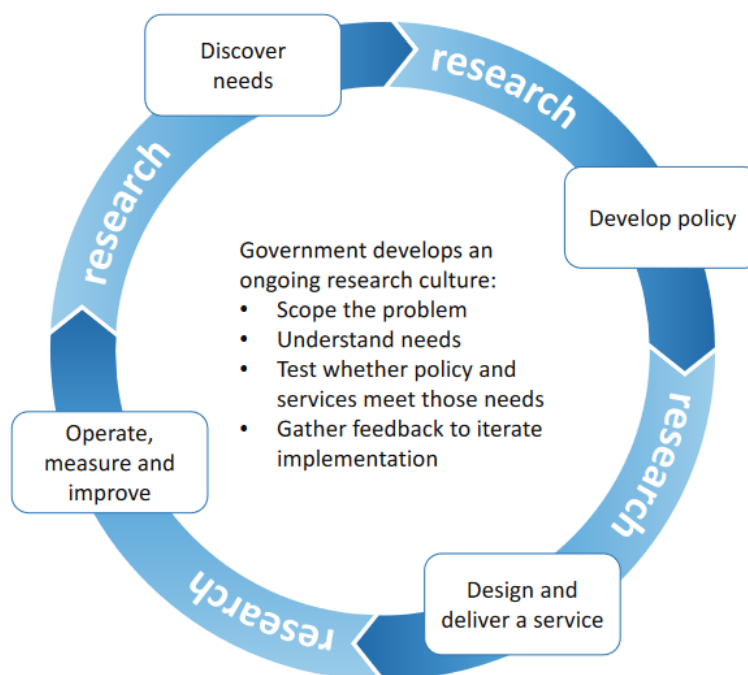 Discover
needs
research
Develop policy
research
Design and
deliver a service
research
Operate,
measure and
improve
research
Government develops an
ongoing research culture:
• Scope the problem
• Understand needs
• Test whether policy and
services meet those needs
• Gather feedback to iterate
implementation